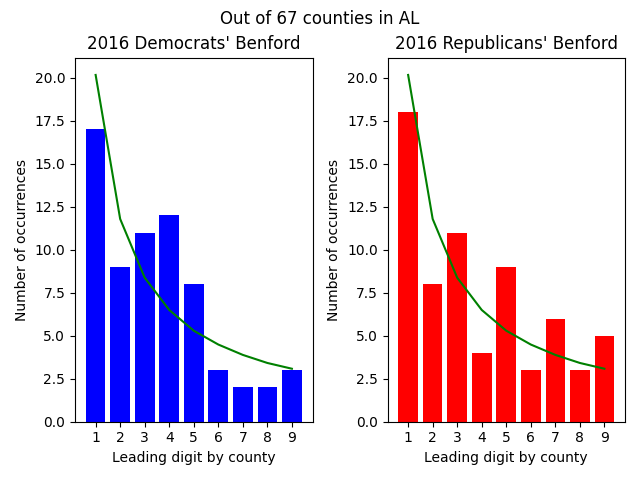 Out of 67 counties in AL
2016 Democrats' Benford
20.0
17.5
15.0
12.5
10.0
7.5
5.0
2.5
0.0
Number of occurrences
1 2 3 4 5 6 7 8 9
Leading digit by county
2016 Republicans' Benford
20.0
17.5
15.0
12.5
10.0
7.5
5.0
2.5
0.0
Number of occurrences
1 2 3 4 5 6 7 8 9
Leading digit by county